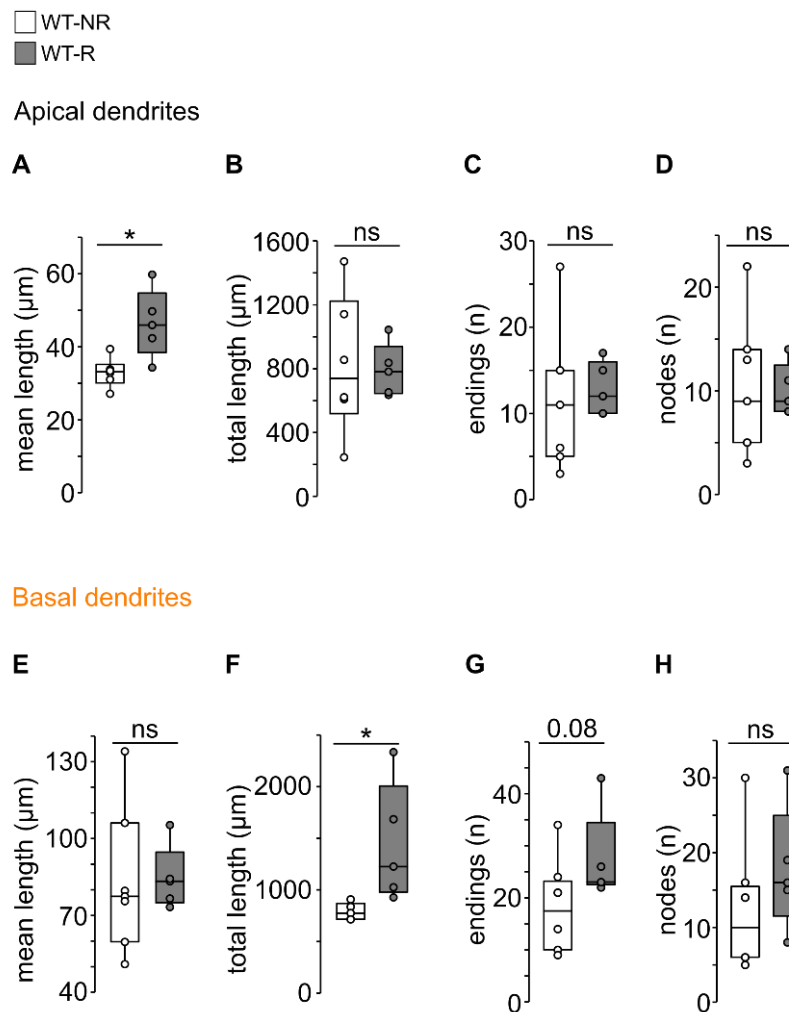 WT-NR
WT-R
Apical dendrites
A
B
C
D
mean length (μm)
60
40
20
0
*
total length (μm)
1600
1200
800
400
0
ns
endings (n)
30
20
10
0
ns
nodes (n)
20
10
0
ns
Basal dendrites
E
F
G
H
mean length (μm)
130
100
70
40
ns
total length (μm)
2000
1000
0
*
endings (n)
40
20
0
0.08
nodes (n)
30
20
10
0
ns